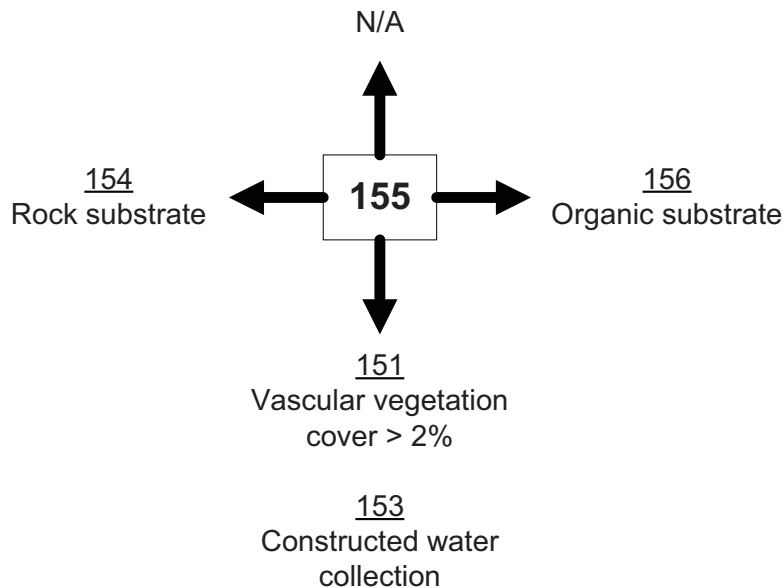 N/A
154
Rock substrate
155
156
Organic substrate
151
Vascular vegetation
cover > 2%
153
Constructed water
collection